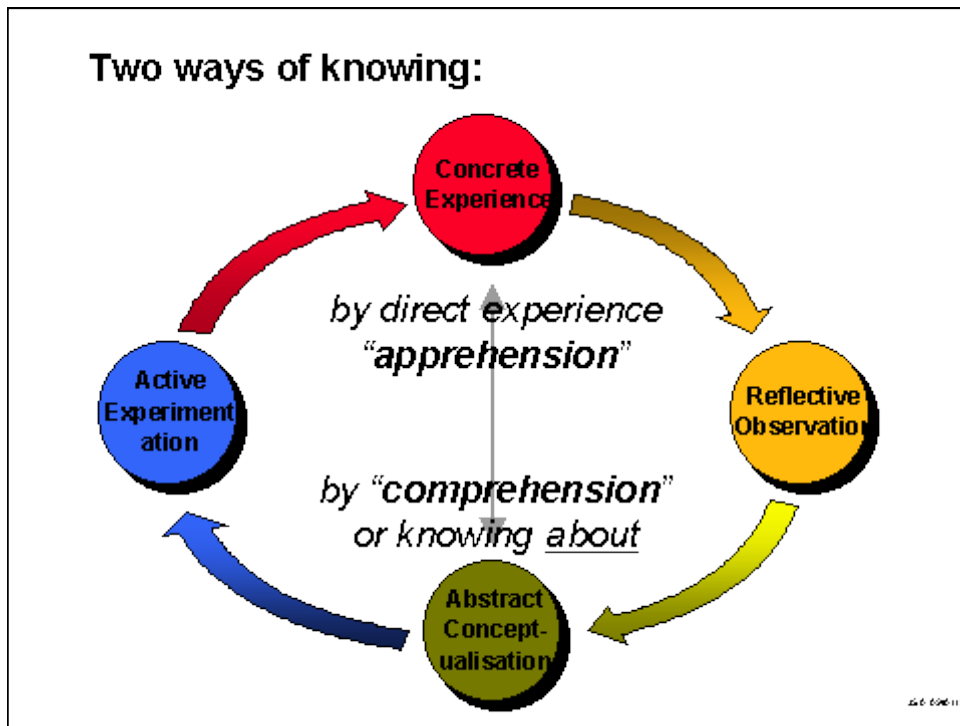 Two ways of knowing:
Concrete
Experience
by direct experience
“apprehension”
Active
Experiment
ation
Reflective
Observation
by “comprehension”
or knowing about
Abstract
Concept-
ualisation